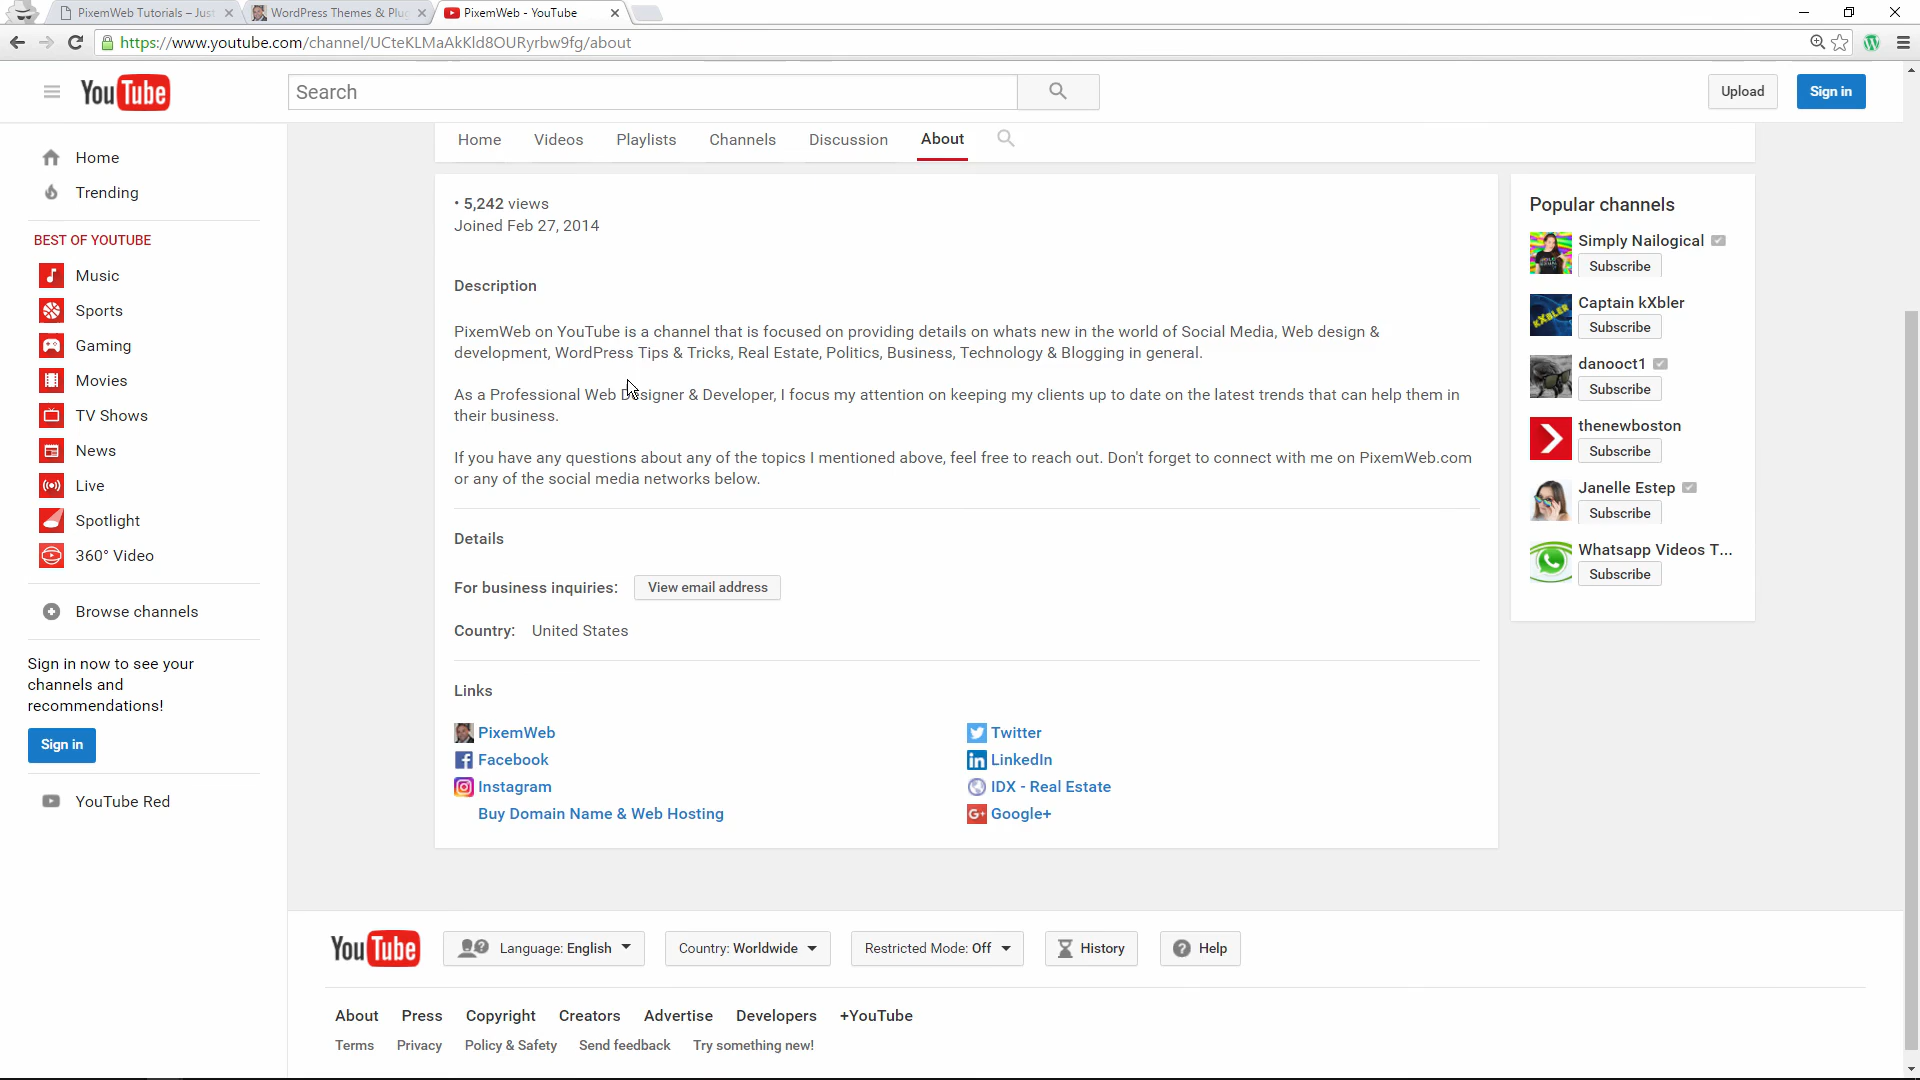 PixemWeb Tutorials – Just
WordPress Themes & Plu
PixemWeb - YouTube
https://www.youtube.com/channel/UCteKLMaAkKld8OURyrbw9fg/about
YouTube
Search
Upload
Sign in
Home
Trending
BEST OF YOUTUBE
Music
Sports
Gaming
Movies
TV Shows
News
Live
Spotlight
360° Video
Browse channels
Sign in now to see your
channels and
recommendations!
Sign in
YouTube Red
Home Videos Playlists Channels Discussion About
• 5,242 views
Joined Feb 27, 2014
Description
PixemWeb on YouTube is a channel that is focused on providing details on whats new in the world of Social Media, Web design &
development, WordPress Tips & Tricks, Real Estate, Politics, Business, Technology & Blogging in general.
As a Professional Web Designer & Developer, I focus my attention on keeping my clients up to date on the latest trends that can help them in
their business.
If you have any questions about any of the topics I mentioned above, feel free to reach out. Don't forget to connect with me on PixemWeb.com
or any of the social media networks below.
Details
For business inquiries: View email address
Country: United States
Links
PixemWeb
Twitter
Facebook
LinkedIn
Instagram
IDX - Real Estate
Buy Domain Name & Web Hosting
Google+
Popular channels
Simply Nailogical
Subscribe
Captain kXbler
Subscribe
danooct1
Subscribe
thenewboston
Subscribe
Janelle Estep
Subscribe
Whatsapp Videos T...
Subscribe
YouTube
Language: English
Country: Worldwide
Restricted Mode: Off
History
Help
About Press Copyright Creators Advertise Developers +YouTube
Terms Privacy Policy & Safety Send feedback Try something new!